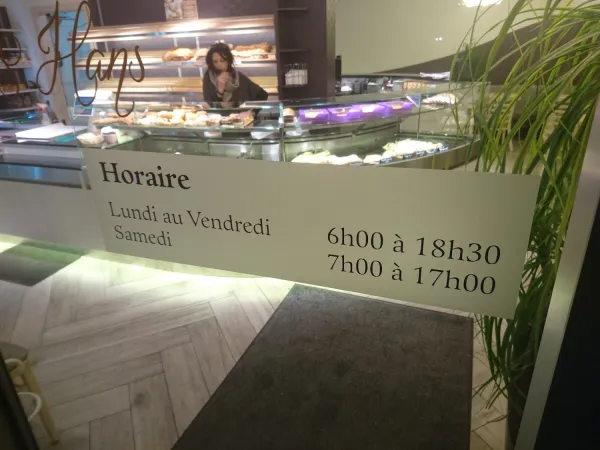 Hans
Horaire
Lundi au Vendredi 6h00 à 18h30
Samedi 7h00 à 17h00